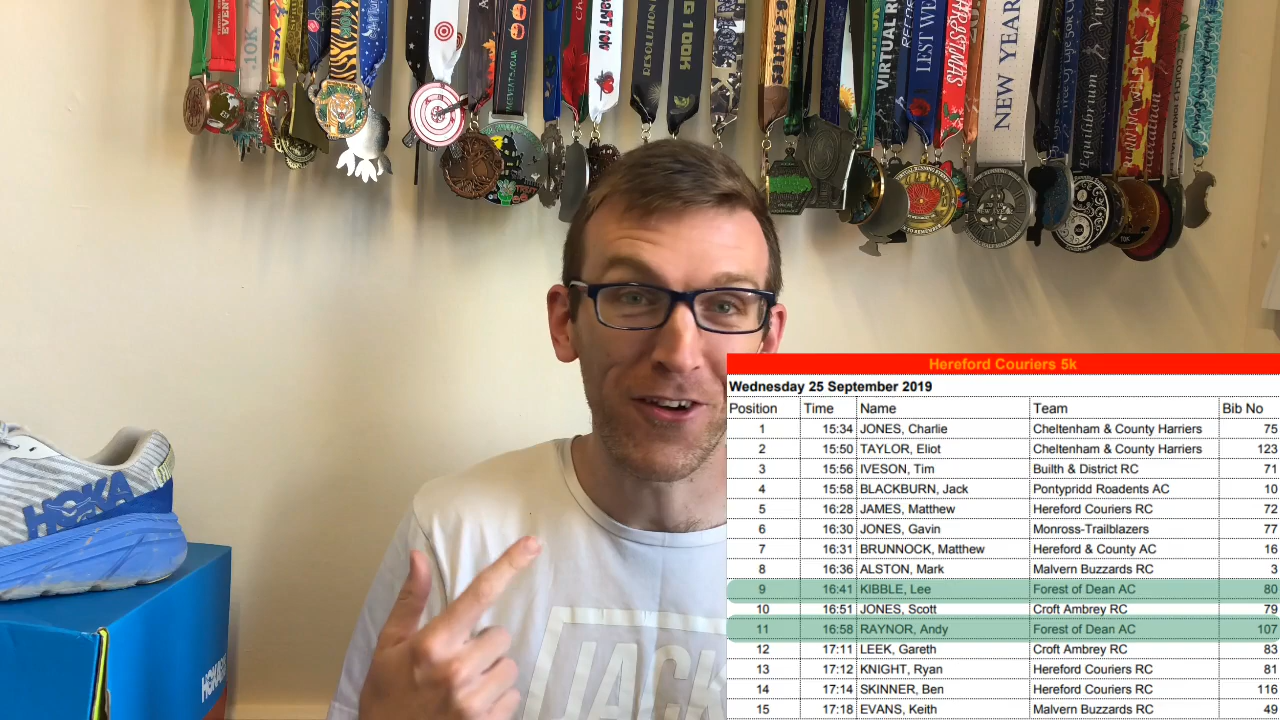 EVENT
.10K
RESOLUTION
100K
VIRTUAL
LEST WE
CHRISTMAS
NEW YEAR
Equilibrium
HOKA
JACK
Hereford Couriers 5k
Wednesday 25 September 2019
Position Time Name Team Bib No
1 15:34 JONES, Charlie Cheltenham & County Harriers 75
2 15:50 TAYLOR, Eliot Cheltenham & County Harriers 123
3 15:56 IVESON, Tim Builth & District RC 71
4 15:58 BLACKBURN, Jack Pontypridd Roadents AC 10
5 16:28 JAMES, Matthew Hereford Couriers RC 72
6 16:30 JONES, Gavin Monross-Trailblazers 77
7 16:31 BRUNNOCK, Matthew Hereford & County AC 16
8 16:36 ALSTON, Mark Malvern Buzzards RC 3
9 16:41 KIBBLE, Lee Forest of Dean AC 80
10 16:51 JONES, Scott Croft Ambrey RC 79
11 16:58 RAYNOR, Andy Forest of Dean AC 107
12 17:11 LEEK, Gareth Croft Ambrey RC 83
13 17:12 KNIGHT, Ryan Hereford Couriers RC 81
14 17:14 SKINNER, Ben Hereford Couriers RC 116
15 17:18 EVANS, Keith Malvern Buzzards RC 49